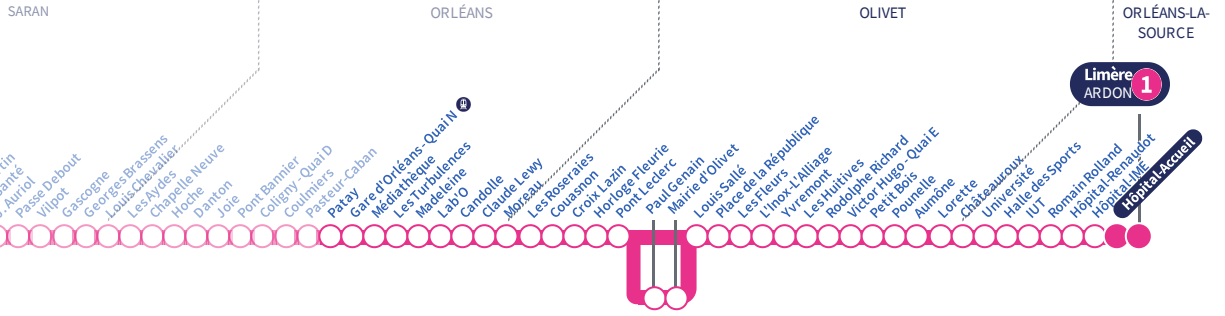 SARAN
ORLÉANS
OLIVET
ORLÉANS-LA-
SOURCE
Limère
ARDON
1
Passe Debout
Vilpot
Gascogne
Georges Brassens
Louis Chevalier
Les Aydes
Chapelle Neuve
Hoche
Danton
Joie
Pont Bannier
Coligny - Quai D
Coulmiers
Pasteur-Caban
Patay
Gare d'Orléans - Quai N
Médiathèque
Les Turbulences
Madeleine
Lab'O
Candolle
Claude Lewy
Moreau
Les Roseraies
Couasnon
Croix Lazin
Horloge Fleurie
Pont Leclerc
Paul Genain
Mairie d'Olivet
Louis Sallé
Place de la République
Les Fleurs
L'Inox - L'Alliage
Yvremont
Les Huitives
Rodolphe Richard
Victor Hugo - Quai E
Petit Bois
Pounelle
Aumône
Lorette
Châteauroux
Université
Halle des Sports
IUT
Romain Rolland
Hôpital-Renaudot
Hôpital-IME
Hôpital-Accueil